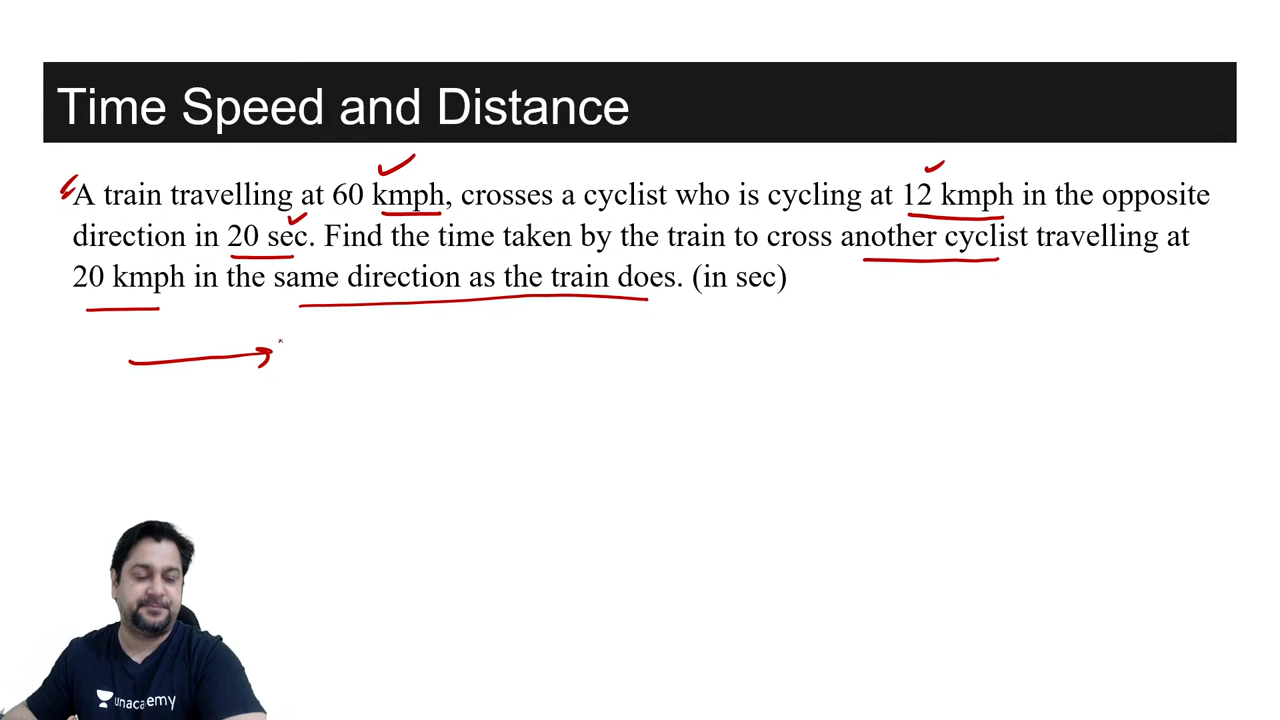 Time Speed and Distance
A train travelling at 60 kmph, crosses a cyclist who is cycling at 12 kmph in the opposite
direction in 20 sec. Find the time taken by the train to cross another cyclist travelling at
20 kmph in the same direction as the train does. (in sec)
unacademy